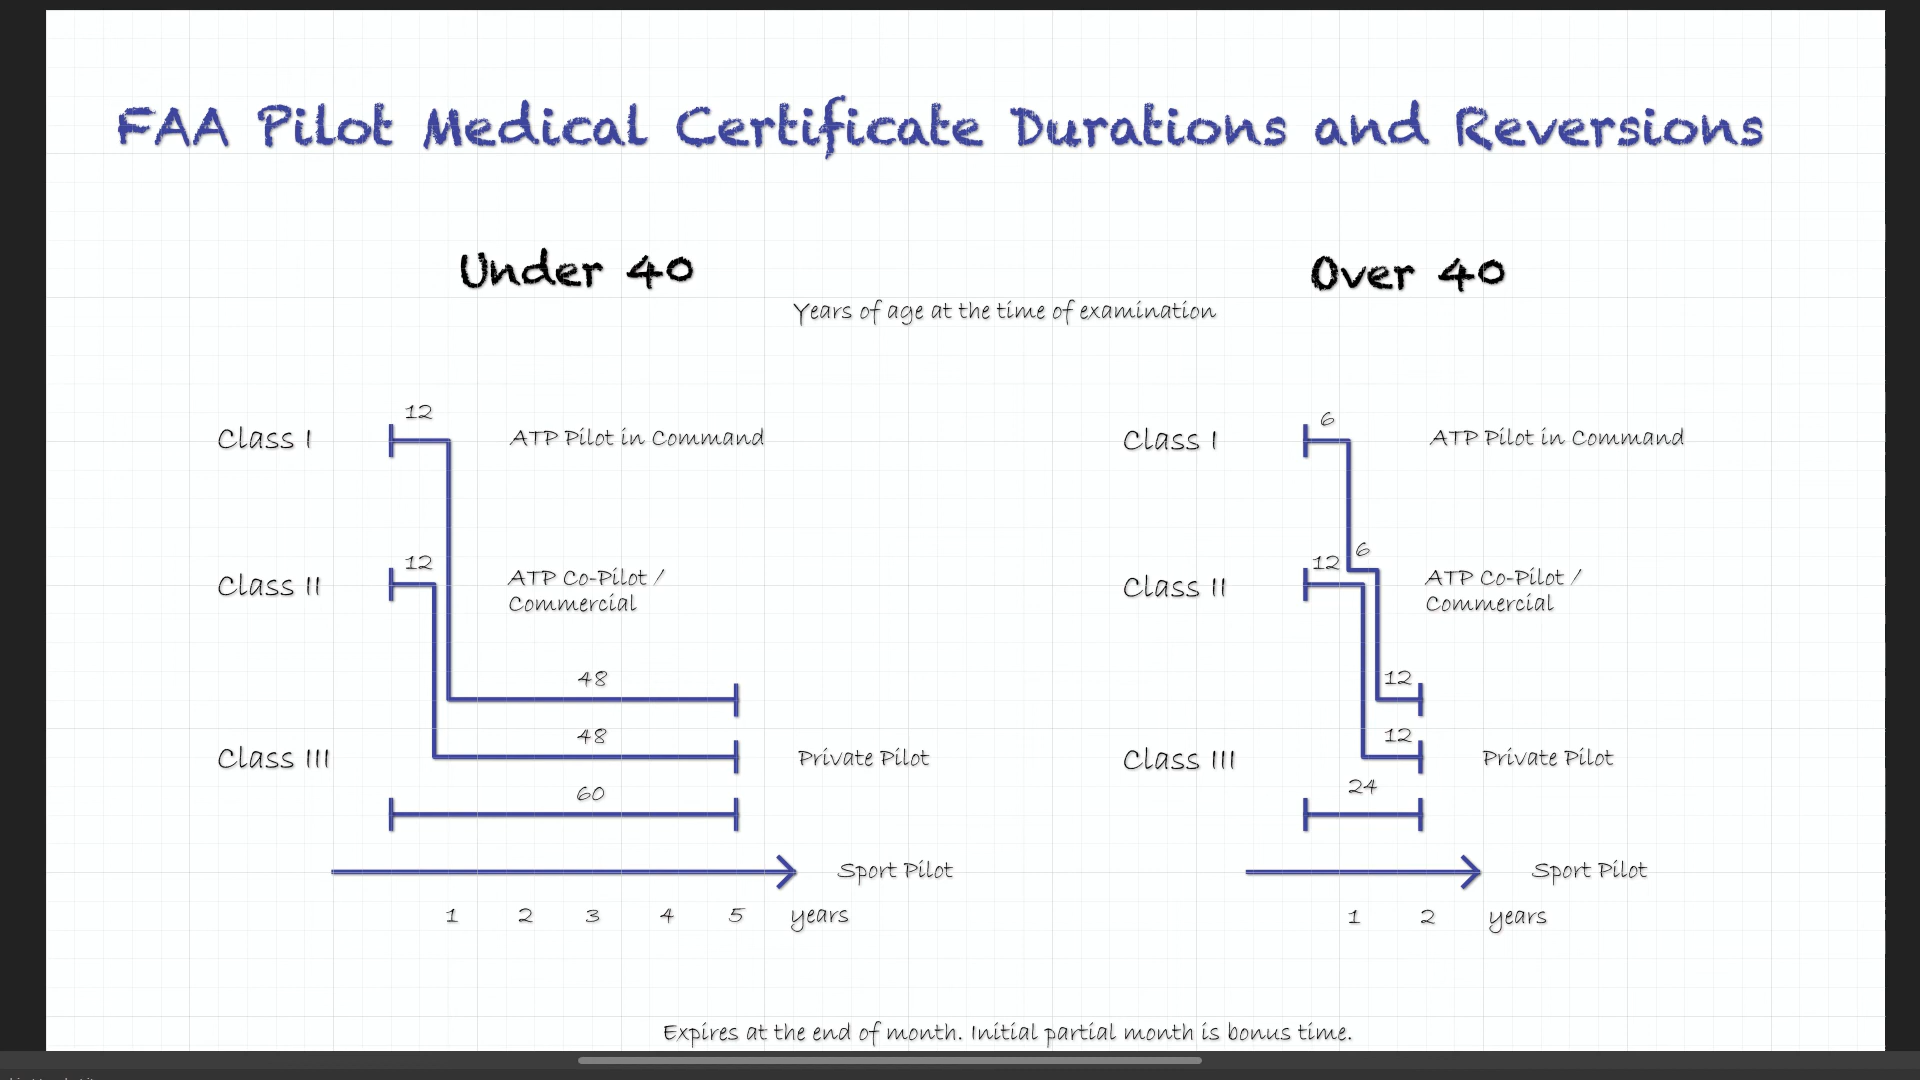 FAA Pilot Medical Certificate Durations and Reversions
Under 40
Over 40
Years of age at the time of examination
12
Class I
ATP Pilot in Command
12
Class II
ATP Co-Pilot /
Commercial
48
48
Class III
Private Pilot
60
Sport Pilot
1 2 3 4 5 years
6
Class I
ATP Pilot in Command
12 6
Class II
ATP Co-Pilot /
Commercial
12
12
Class III
Private Pilot
24
Sport Pilot
1 2 years
Expires at the end of month. Initial partial month is bonus time.